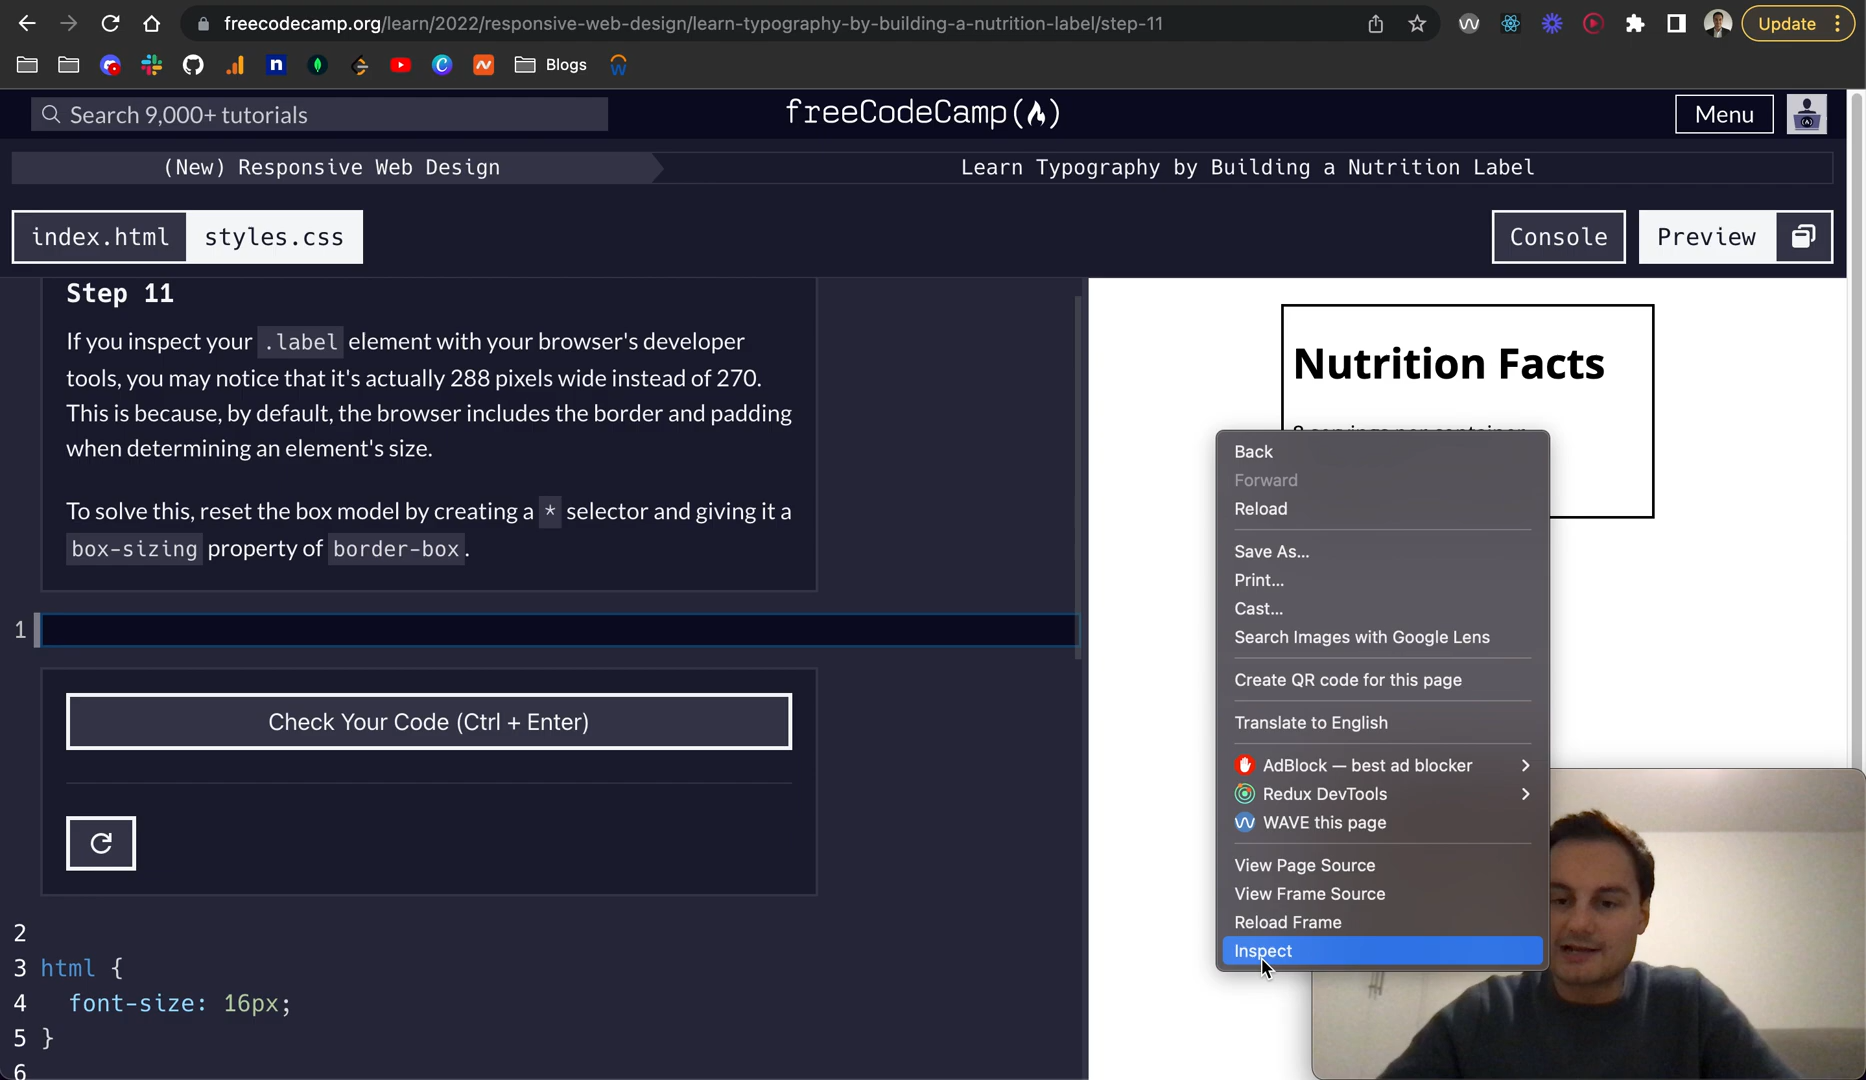 freecodecamp.org/learn/2022/responsive-web-design/learn-typography-by-building-a-nutrition-label/step-11
Update
Blogs
Search 9,000+ tutorials
freeCodeCamp
Menu
(New) Responsive Web Design
Learn Typography by Building a Nutrition Label
index.html
styles.css
Console
Preview
Step 11
If you inspect your .label element with your browser's developer
tools, you may notice that it's actually 288 pixels wide instead of 270.
This is because, by default, the browser includes the border and padding
when determining an element's size.
To solve this, reset the box model by creating a * selector and giving it a
box-sizing property of border-box.
1
Check Your Code (Ctrl + Enter)
2
3 html {
4 font-size: 16px;
5 }
6
Nutrition Facts
8 servings per container
Back
Forward
Reload
Save As...
Print...
Cast...
Search Images with Google Lens
Create QR code for this page
Translate to English
AdBlock — best ad blocker
Redux DevTools
WAVE this page
View Page Source
View Frame Source
Reload Frame
Inspect